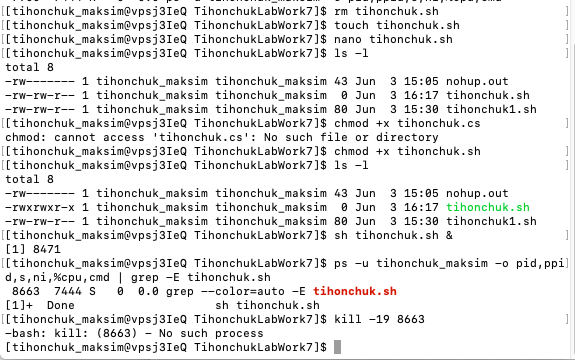 [[tihonchuk_maksim@vpsj3IeQ TihonchukLabWork7]$ rm tihonchuk.sh ]
[[tihonchuk_maksim@vpsj3IeQ TihonchukLabWork7]$ touch tihonchuk.sh ]
[[tihonchuk_maksim@vpsj3IeQ TihonchukLabWork7]$ nano tihonchuk.sh ]
[[tihonchuk_maksim@vpsj3IeQ TihonchukLabWork7]$ ls -l ]
total 8
-rw------- 1 tihonchuk_maksim tihonchuk_maksim 43 Jun  3 15:05 nohup.out
-rw-rw-r-- 1 tihonchuk_maksim tihonchuk_maksim  0 Jun  3 16:17 tihonchuk.sh
-rw-rw-r-- 1 tihonchuk_maksim tihonchuk_maksim 80 Jun  3 15:30 tihonchuk1.sh
[[tihonchuk_maksim@vpsj3IeQ TihonchukLabWork7]$ chmod +x tihonchuk.cs ]
chmod: cannot access 'tihonchuk.cs': No such file or directory
[[tihonchuk_maksim@vpsj3IeQ TihonchukLabWork7]$ chmod +x tihonchuk.sh ]
[[tihonchuk_maksim@vpsj3IeQ TihonchukLabWork7]$ ls -l ]
total 8
-rw------- 1 tihonchuk_maksim tihonchuk_maksim 43 Jun  3 15:05 nohup.out
-rwxrwxr-x 1 tihonchuk_maksim tihonchuk_maksim  0 Jun  3 16:17 tihonchuk.sh
-rw-rw-r-- 1 tihonchuk_maksim tihonchuk_maksim 80 Jun  3 15:30 tihonchuk1.sh
[[tihonchuk_maksim@vpsj3IeQ TihonchukLabWork7]$ sh tihonchuk.sh & ]
[1] 8471
[[tihonchuk_maksim@vpsj3IeQ TihonchukLabWork7]$ ps -u tihonchuk_maksim -o pid,ppi]
d,s,ni,%cpu,cmd | grep -E tihonchuk.sh
 8663  7444 S   0  0.0 grep --color=auto -E tihonchuk.sh
[1]+  Done                    sh tihonchuk.sh
[[tihonchuk_maksim@vpsj3IeQ TihonchukLabWork7]$ kill -19 8663 ]
-bash: kill: (8663) - No such process
[tihonchuk_maksim@vpsj3IeQ TihonchukLabWork7]$